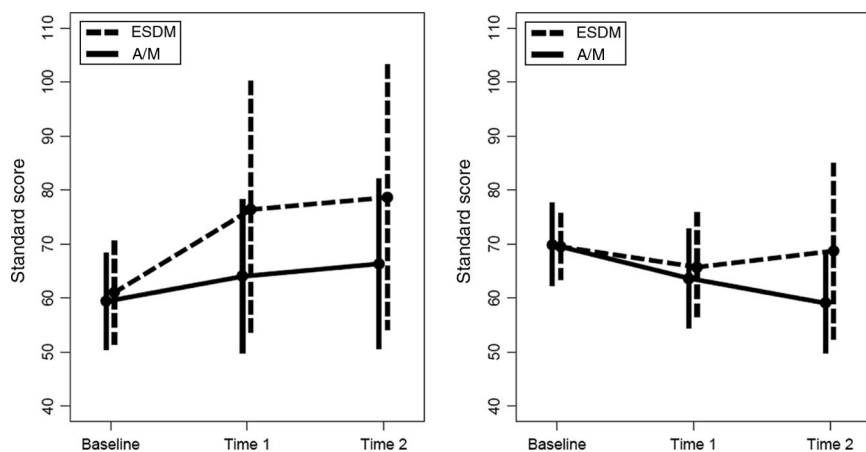 ESDM
A/M
Standard score
110
100
90
80
70
60
50
40
Baseline
Time 1
Time 2
ESDM
A/M
Standard score
110
100
90
80
70
60
50
40
Baseline
Time 1
Time 2